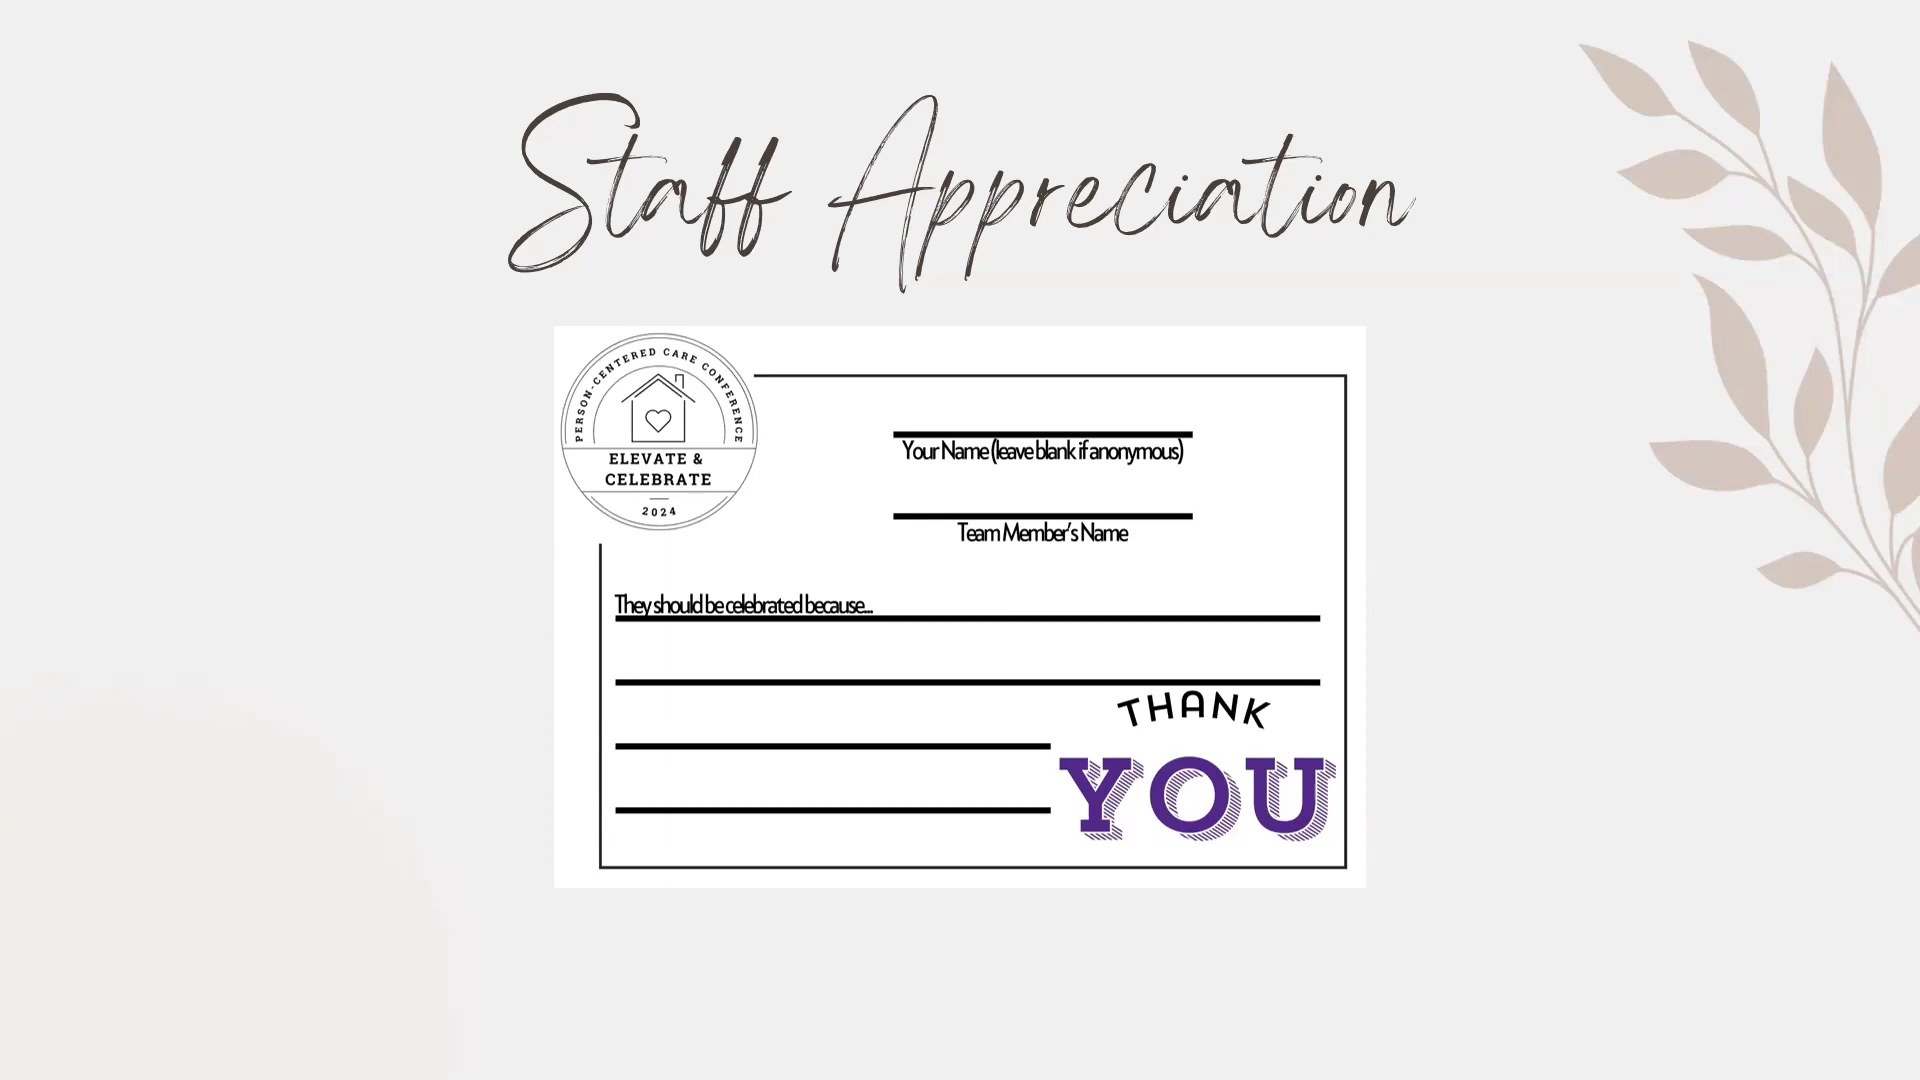 Staff Appreciation
PERSON-CENTERED CARE CONFERENCE
ELEVATE &
CELEBRATE
2024
Your Name (leave blank if anonymous)
Team Member's Name
They should be celebrated because...
THANK
YOU